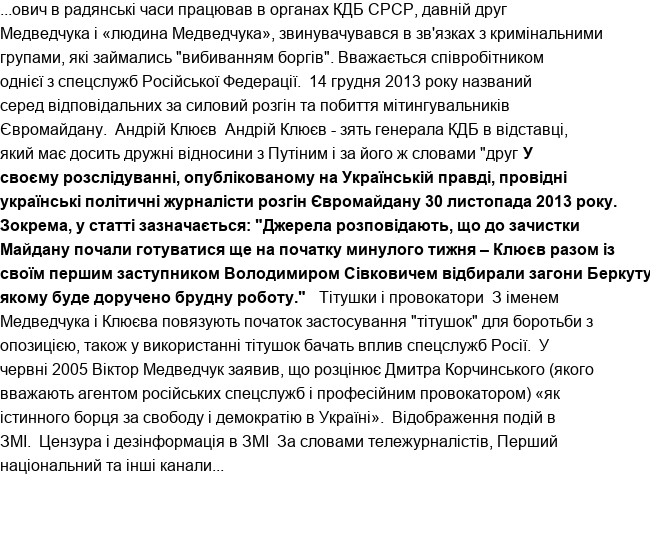 ...ович в радянські часи працював в органах КДБ СРСР, давній друг
Медведчука і «людина Медведчука», звинувачувався в зв'язках з кримінальними
групами, які займались "вибиванням боргів". Вважається співробітником
однієї з спецслужб Російської Федерації.  14 грудня 2013 року названий
серед відповідальних за силовий розгін та побиття мітингувальників
Євромайдану.  Андрій Клюєв  Андрій Клюєв - зять генерала КДБ в відставці,
який має досить дружні відносини з Путіним і за його ж словами "друг У
своєму розслідуванні, опублікованому на Українській правді, провідні
українські політичні журналісти розгін Євромайдану 30 листопада 2013 року.
Зокрема, у статті зазначається: "Джерела розповідають, що до зачистки
Майдану почали готуватися ще на початку минулого тижня – Клюєв разом із
своїм першим заступником Володимиром Сівковичем відбирали загони Беркуту
якому буде доручено брудну роботу."   Тітушки і провокатори  З іменем
Медведчука і Клюєва повязують початок застосування "тітушок" для боротьби з
опозицією, також у використанні тітушок бачать вплив спецслужб Росії.  У
червні 2005 Віктор Медведчук заявив, що розцінює Дмитра Корчинського (якого
вважають агентом російських спецслужб і професійним провокатором) «як
істинного борця за свободу і демократію в Україні».  Відображення подій в
ЗМІ.  Цензура і дезінформація в ЗМІ  За словами тележурналістів, Перший
національний та інші канали...